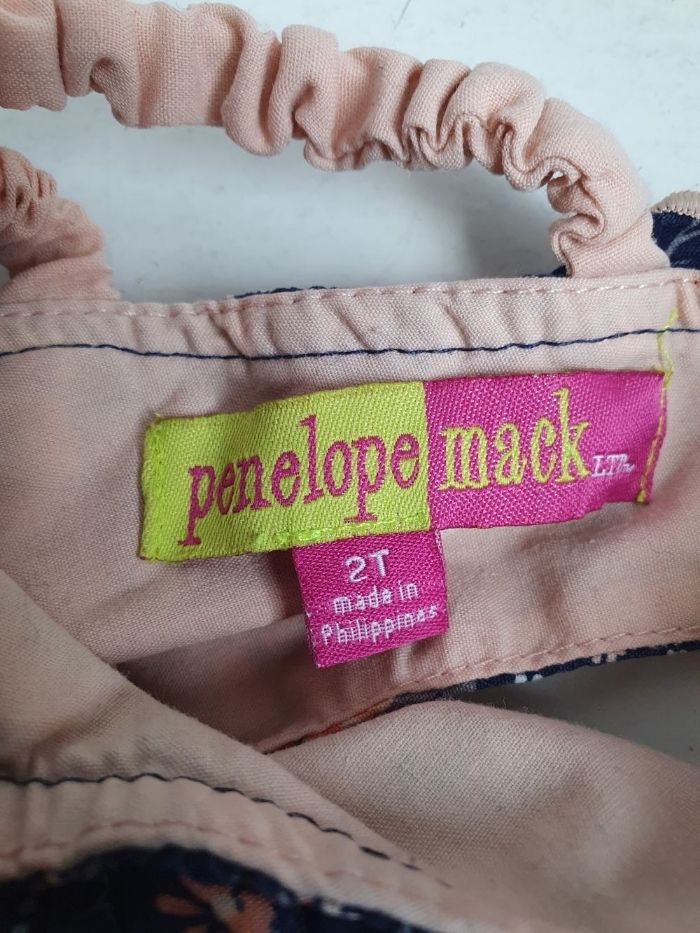 penelope mack LTD
2T
made in
Philippines